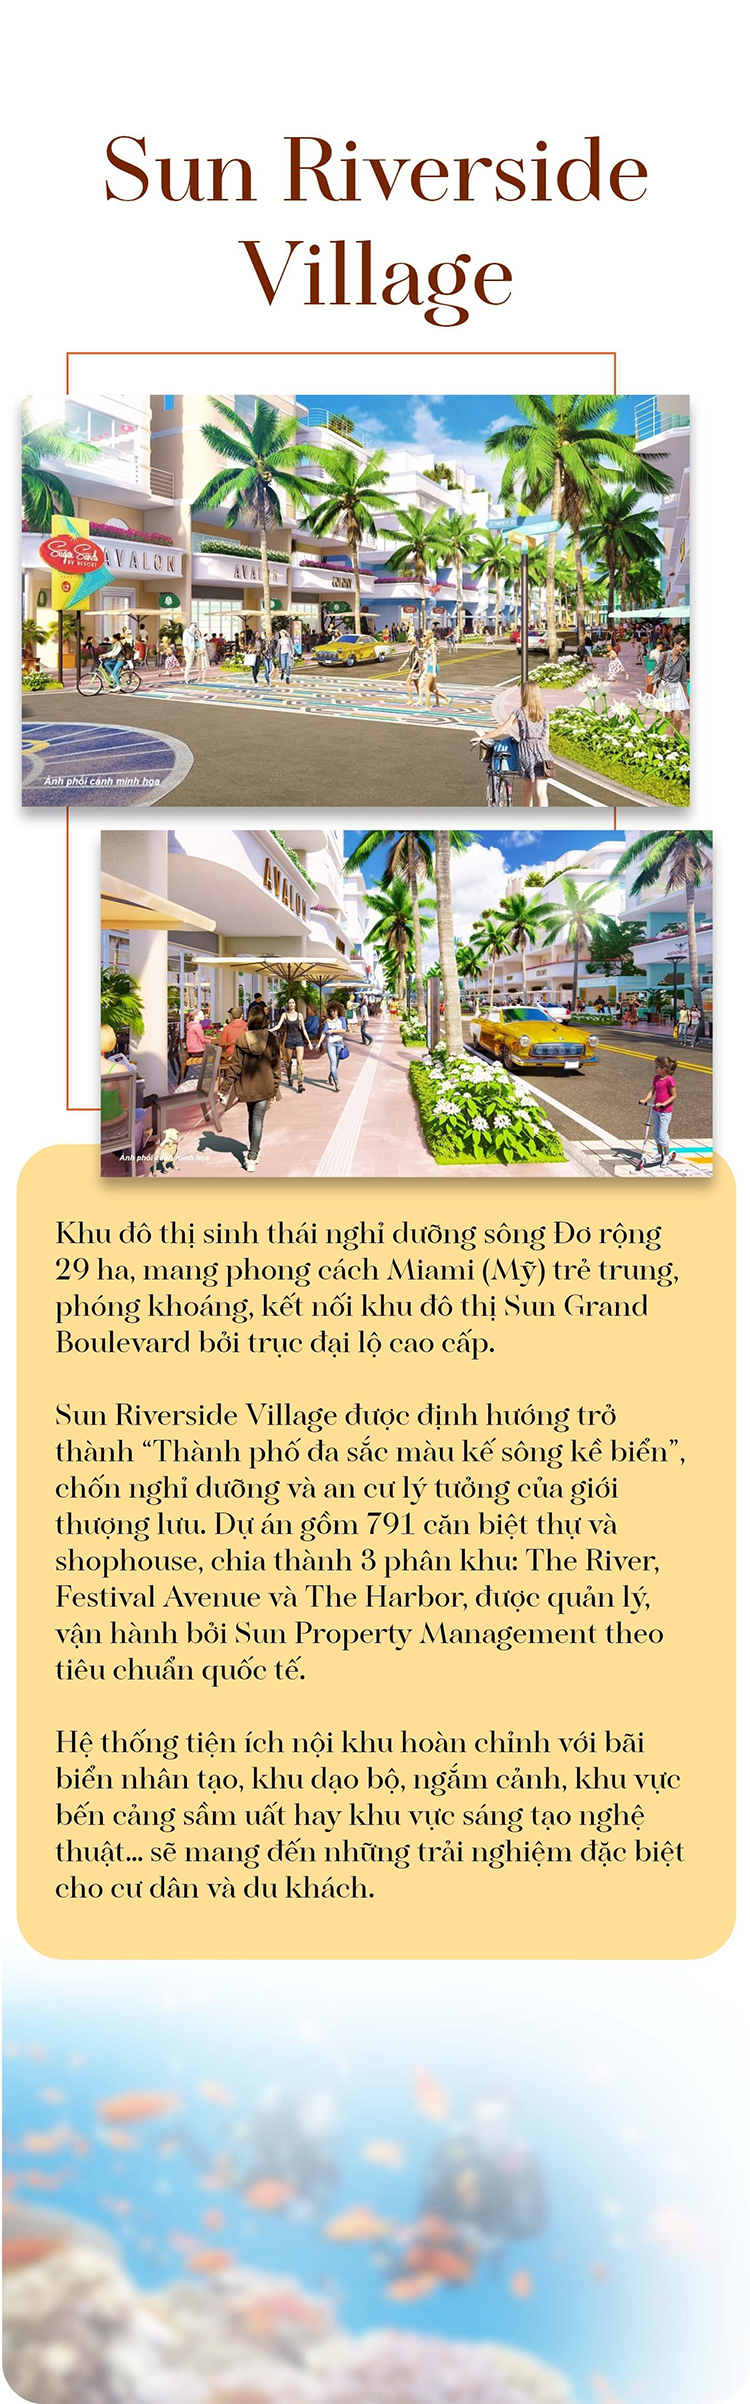 Sun Riverside
Village
Sugar Sands
RV RESORT
AVALON
AVALON
COLONY
STREET
Ảnh phối cảnh minh họa
AVALON
Ảnh phối cảnh minh họa
Khu đô thị sinh thái nghỉ dưỡng sông Đơ rộng
29 ha, mang phong cách Miami (Mỹ) trẻ trung,
phóng khoáng, kết nối khu đô thị Sun Grand
Boulevard bởi trục đại lộ cao cấp.
Sun Riverside Village được định hướng trở
thành “Thành phố đa sắc màu kế sông kề biển”,
chốn nghỉ dưỡng và an cư lý tưởng của giới
thượng lưu. Dự án gồm 791 căn biệt thự và
shophouse, chia thành 3 phân khu: The River,
Festival Avenue và The Harbor, được quản lý,
vận hành bởi Sun Property Management theo
tiêu chuẩn quốc tế.
Hệ thống tiện ích nội khu hoàn chỉnh với bãi
biển nhân tạo, khu dạo bộ, ngắm cảnh, khu vực
bến cảng sầm uất hay khu vực sáng tạo nghệ
thuật... sẽ mang đến những trải nghiệm đặc biệt
cho cư dân và du khách.